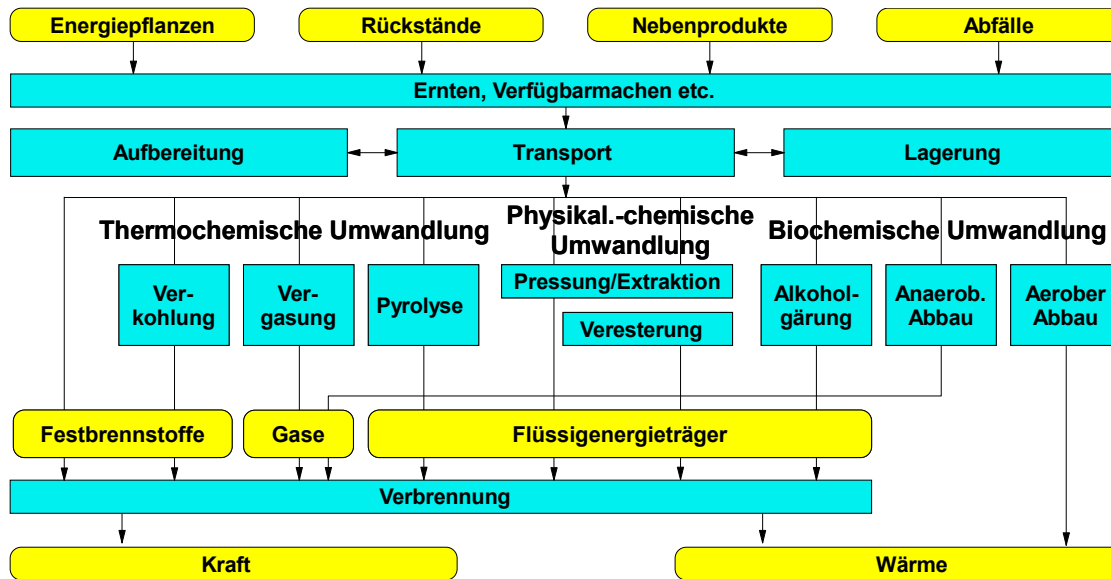 Energiepflanzen
Rückstände
Nebenprodukte
Abfälle
Ernten, Verfügbarmachen etc.
Aufbereitung
Transport
Lagerung
Thermochemische Umwandlung
Physikal.-chemische
Umwandlung
Biochemische Umwandlung
Ver-
kohlung
Ver-
gasung
Pyrolyse
Pressung/Extraktion
Veresterung
Alkohol-
gärung
Anaerob.
Abbau
Aerober
Abbau
Festbrennstoffe
Gase
Flüssigenergieträger
Verbrennung
Kraft
Wärme